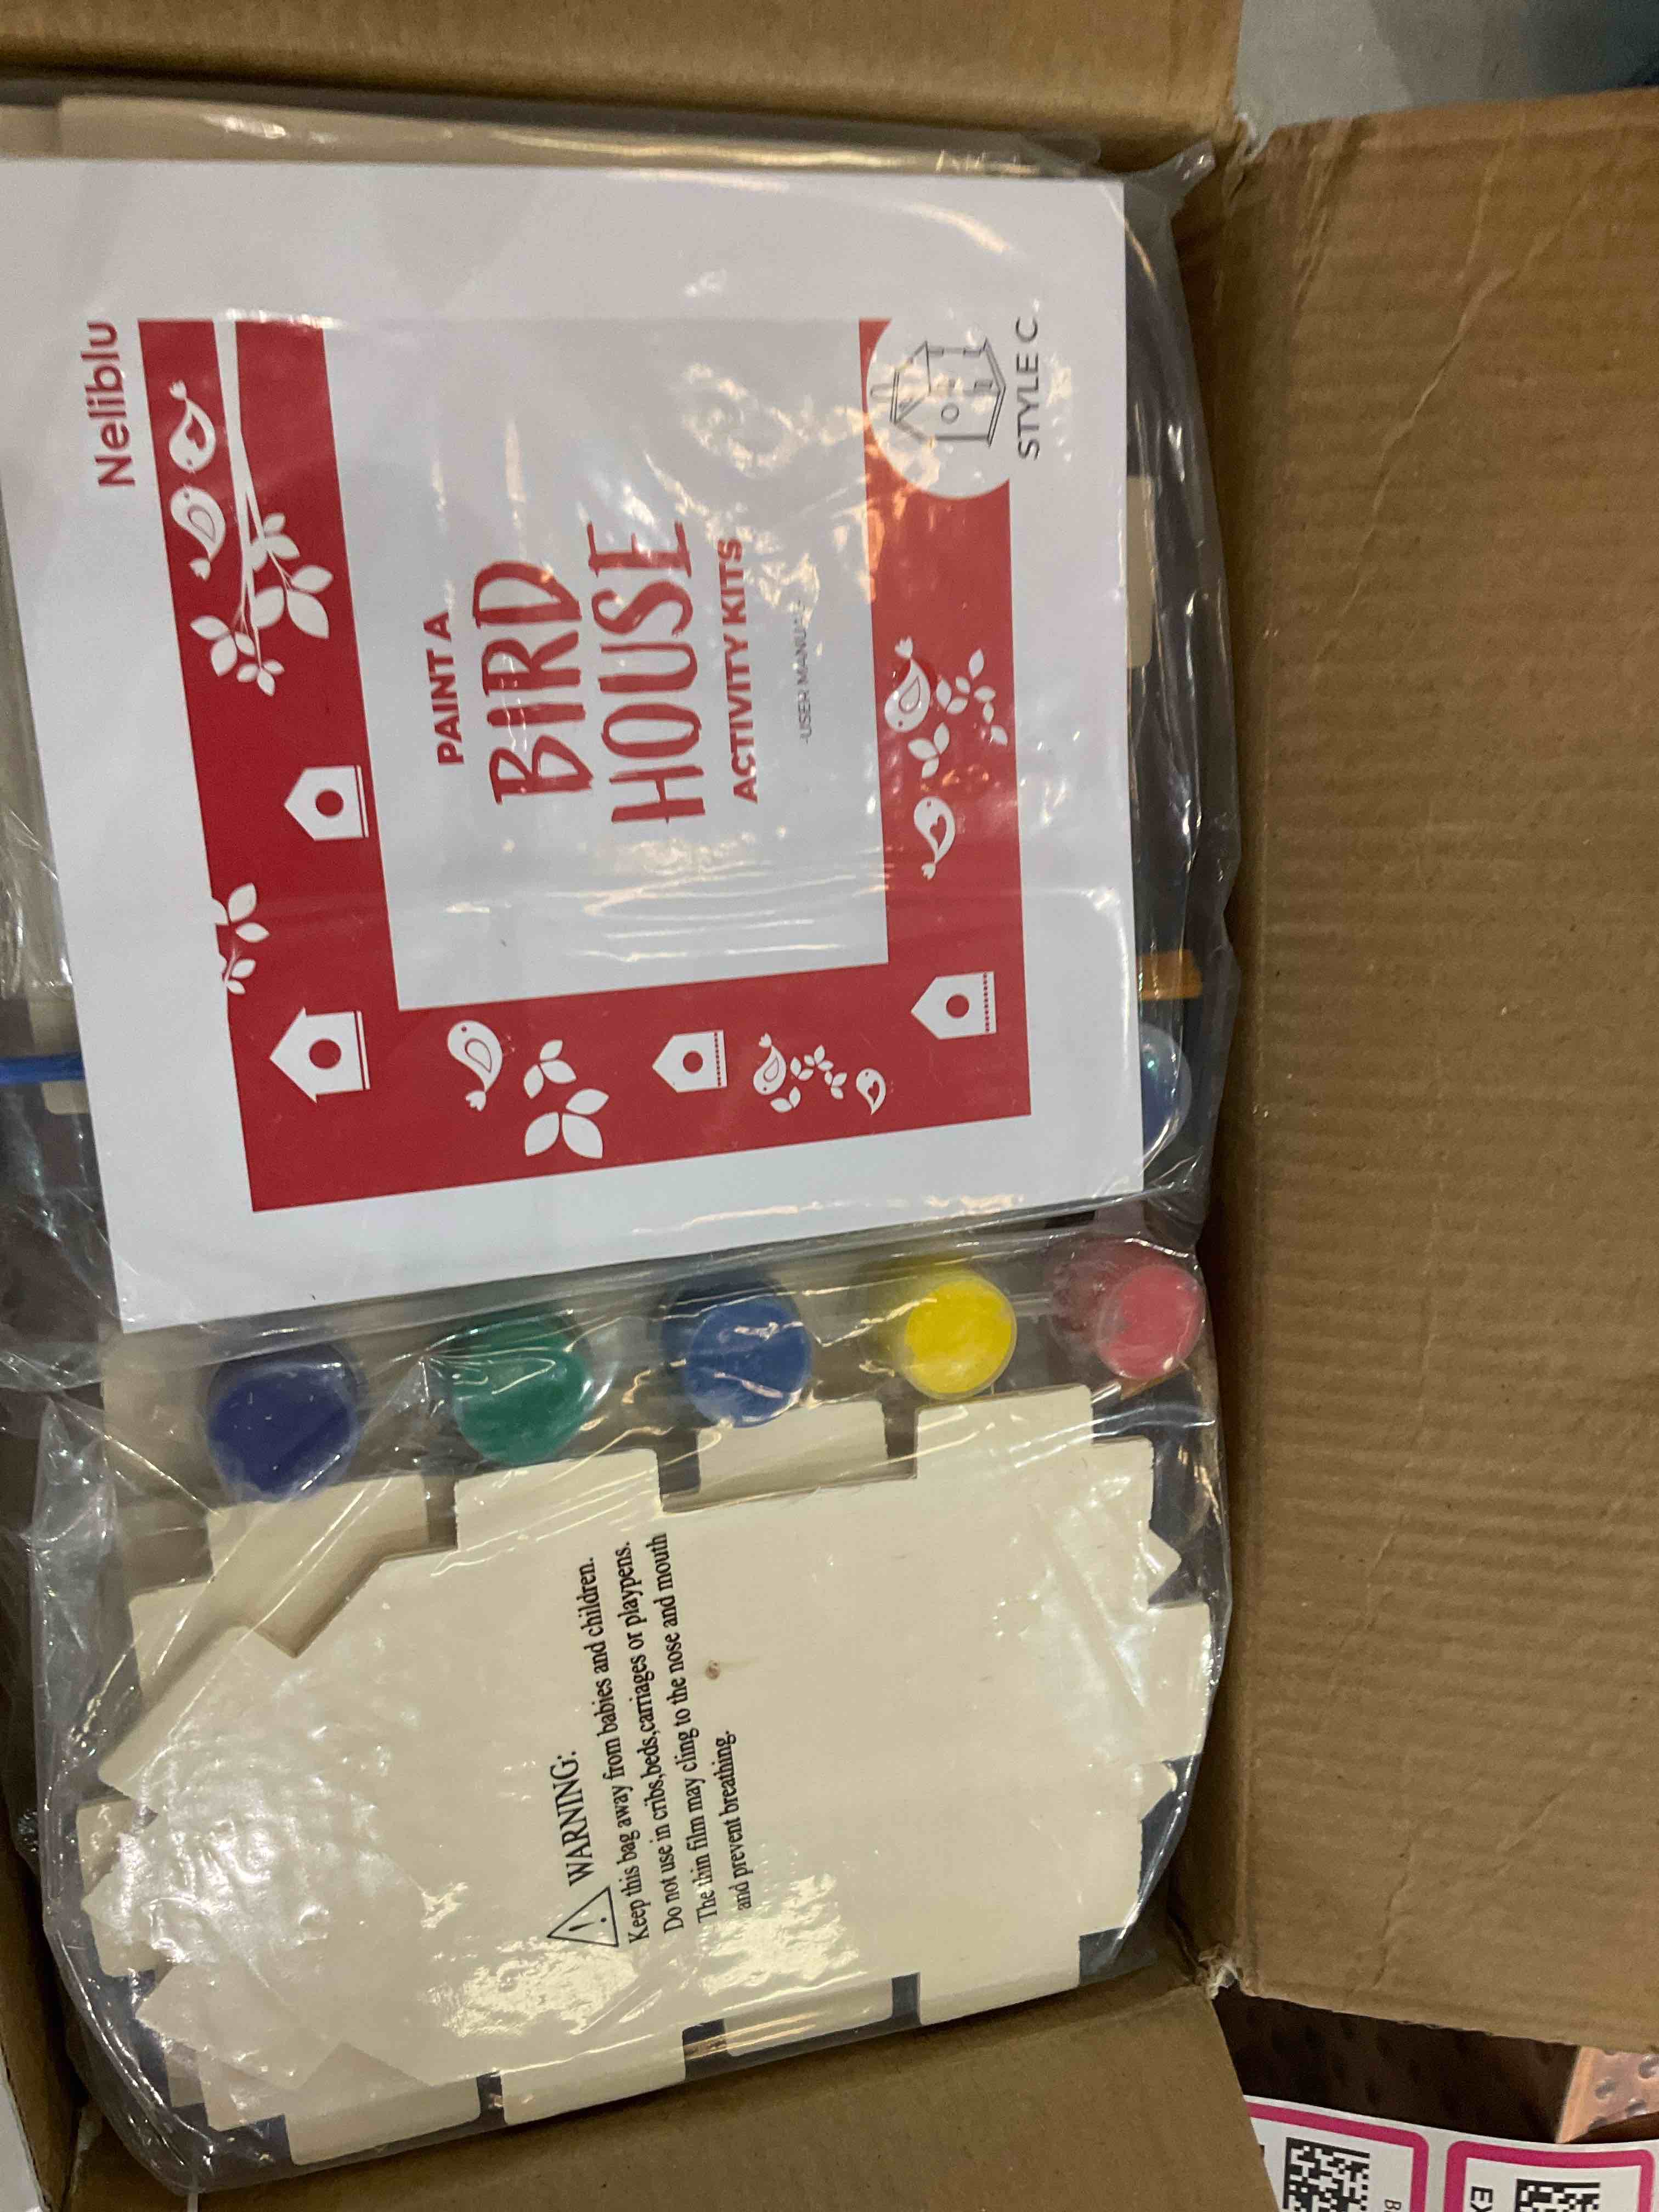 Neliblu
PAINT A
BIRD
HOUSE
ACTIVITY KITS
-USER MANUAL-
STYLE C.
WARNING:
Keep this bag away from babies and children.
Do not use in cribs,beds,carriages or playpens.
The thin film may cling to the nose and mouth
and prevent breathing.